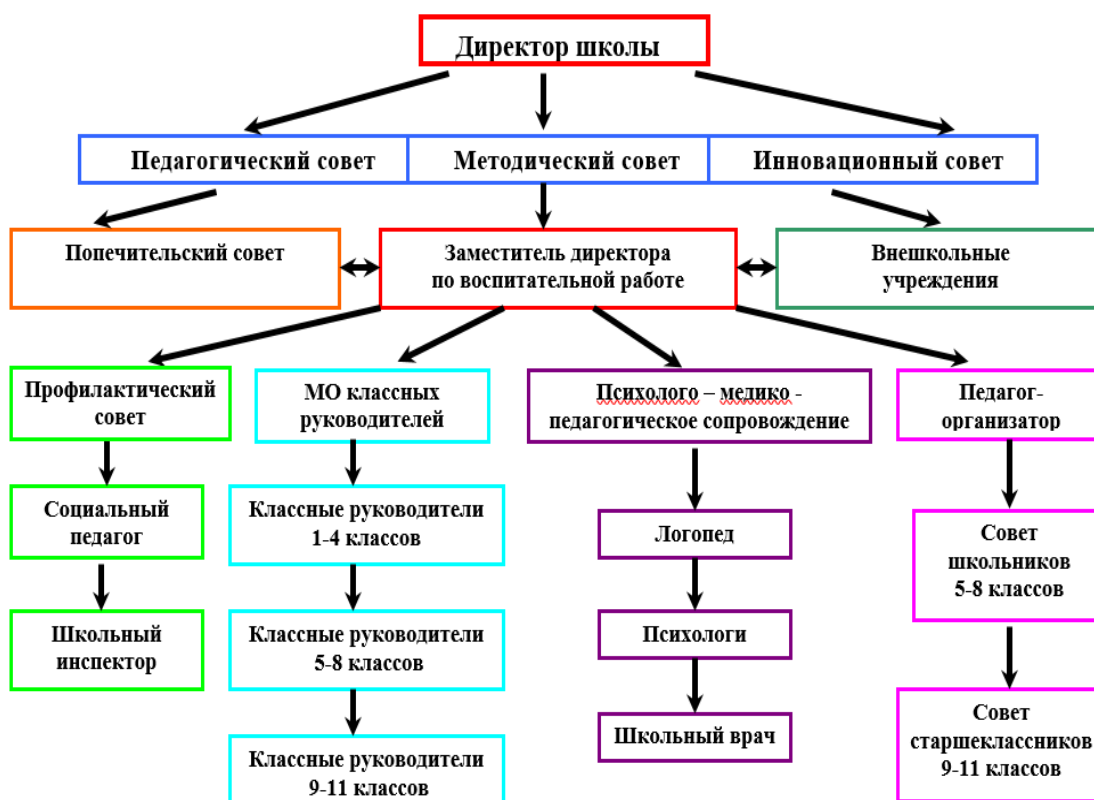 Директор школы
Педагогический совет
Методический совет
Инновационный совет
Попечительский совет
Заместитель директора
по воспитательной работе
Внешкольные
учреждения
Профилактический
совет
МО классных
руководителей
Психолого – медико -
педагогическое сопровождение
Педагог-
организатор
Социальный
педагог
Классные руководители
1-4 классов
Логопед
Совет
школьников
5-8 классов
Школьный
инспектор
Классные руководители
5-8 классов
Психологи
Школьный врач
Классные руководители
9-11 классов
Совет
старшеклассников
9-11 классов